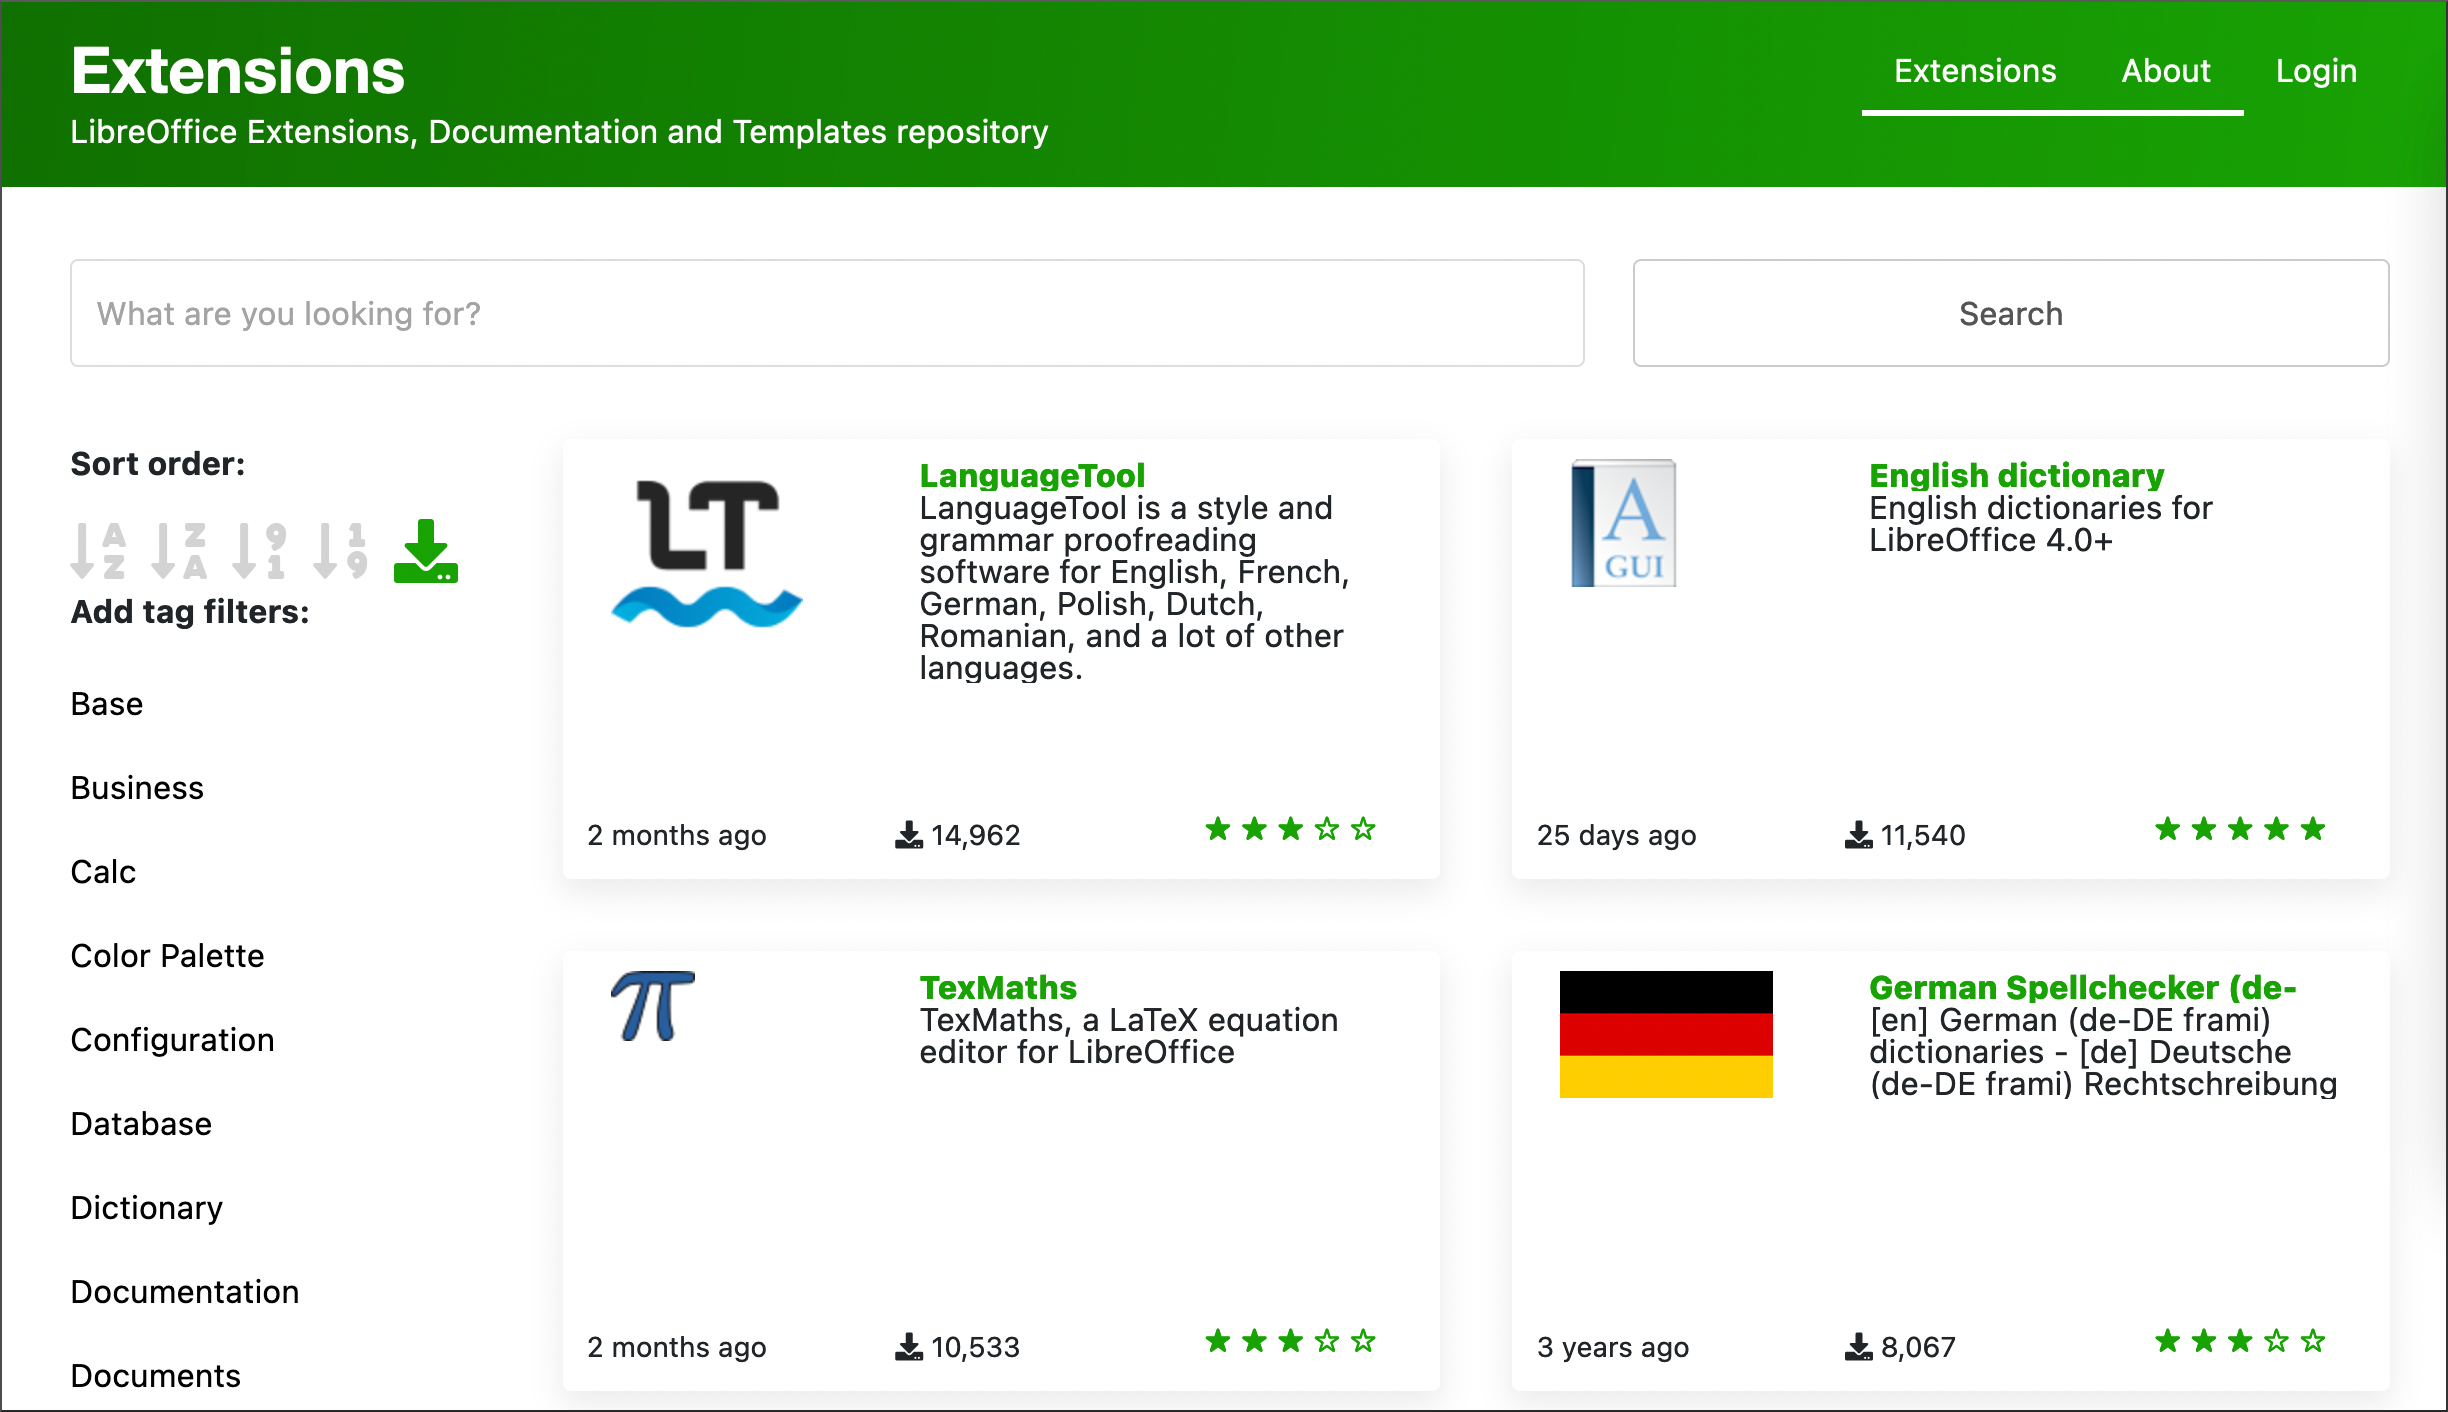 Extensions
LibreOffice Extensions, Documentation and Templates repository
Extensions About Login
What are you looking for?
Search
Sort order:
A
Z
Z
A
9
1
1
9
Add tag filters:
Base
Business
Calc
Color Palette
Configuration
Database
Dictionary
Documentation
Documents
LT
LanguageTool
LanguageTool is a style and
grammar proofreading
software for English, French,
German, Polish, Dutch,
Romanian, and a lot of other
languages.
2 months ago 14,962
A
GUI
English dictionary
English dictionaries for
LibreOffice 4.0+
25 days ago 11,540
π
TexMaths
TexMaths, a LaTeX equation
editor for LibreOffice
2 months ago 10,533
German Spellchecker (de-
[en] German (de-DE frami)
dictionaries - [de] Deutsche
(de-DE frami) Rechtschreibung
3 years ago 8,067